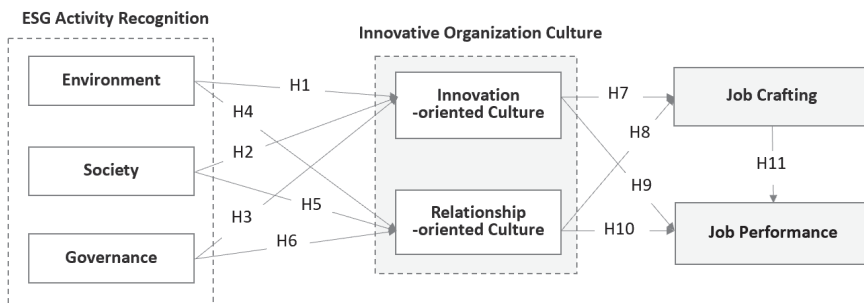 ESG Activity Recognition
Innovative Organization Culture
Environment
H1
Innovation
-oriented Culture
H7
Job Crafting
H4
H8
H2
Society
H11
H5
H9
H3
Relationship
-oriented Culture
H10
Job Performance
H6
Governance